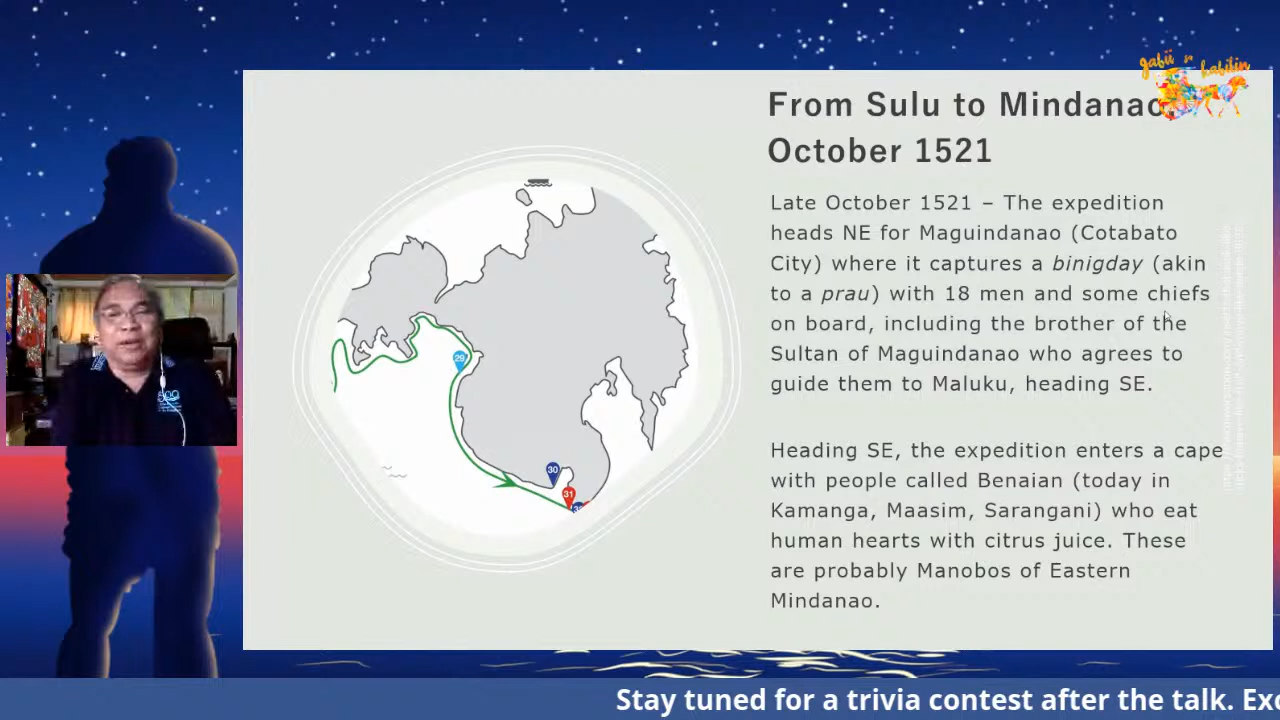 gabii sa kabilin
From Sulu to Mindanao,
October 1521
Late October 1521 – The expedition
heads NE for Maguindanao (Cotabato
City) where it captures a binigday (akin
to a prau) with 18 men and some chiefs
on board, including the brother of the
Sultan of Maguindanao who agrees to
guide them to Maluku, heading SE.
Heading SE, the expedition enters a cape
with people called Benaian (today in
Kamanga, Maasim, Sarangani) who eat
human hearts with citrus juice. These
are probably Manobos of Eastern
Mindanao.
29
30
31
500
Stay tuned for a trivia contest after the talk. Exc